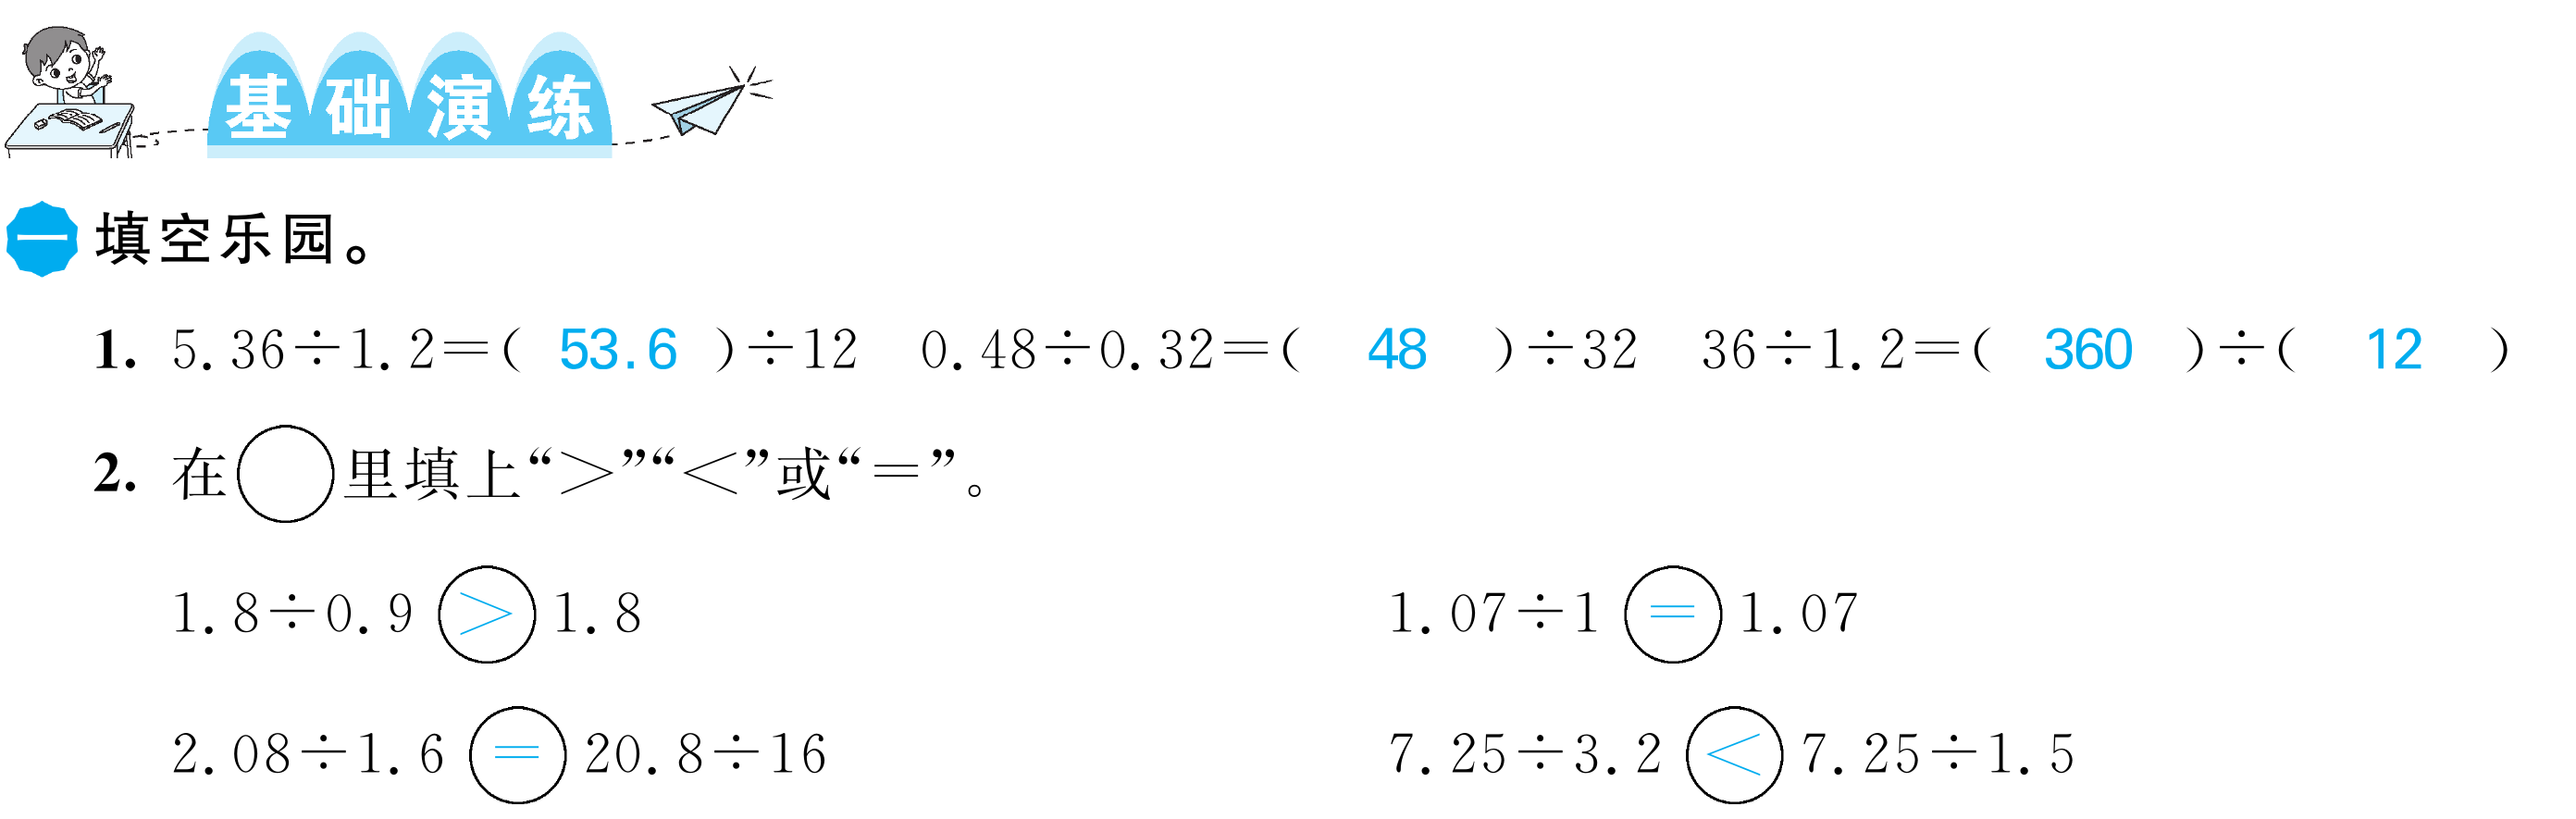 基础演练
一 填空乐园。
1. 5.36÷1.2=( 53.6 )÷12 0.48÷0.32=( 48 )÷32 36÷1.2=( 360 )÷( 12 )
2. 在○里填上“>”“<”或“=”。
1.8÷0.9 > 1.8 1.07÷1 = 1.07
2.08÷1.6 = 20.8÷16 7.25÷3.2 < 7.25÷1.5